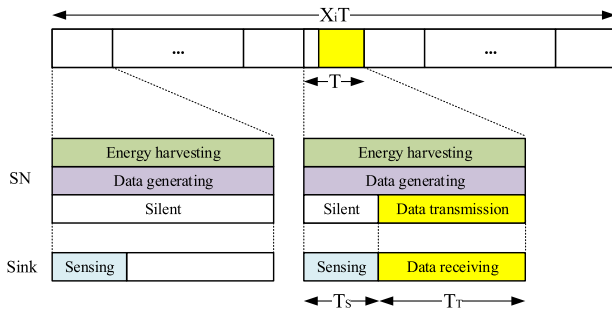 XiT
... ...
T
Energy harvesting Energy harvesting
SN Data generating Data generating
Silent Silent Data transmission
Sink Sensing Sensing Data receiving
Ts TT